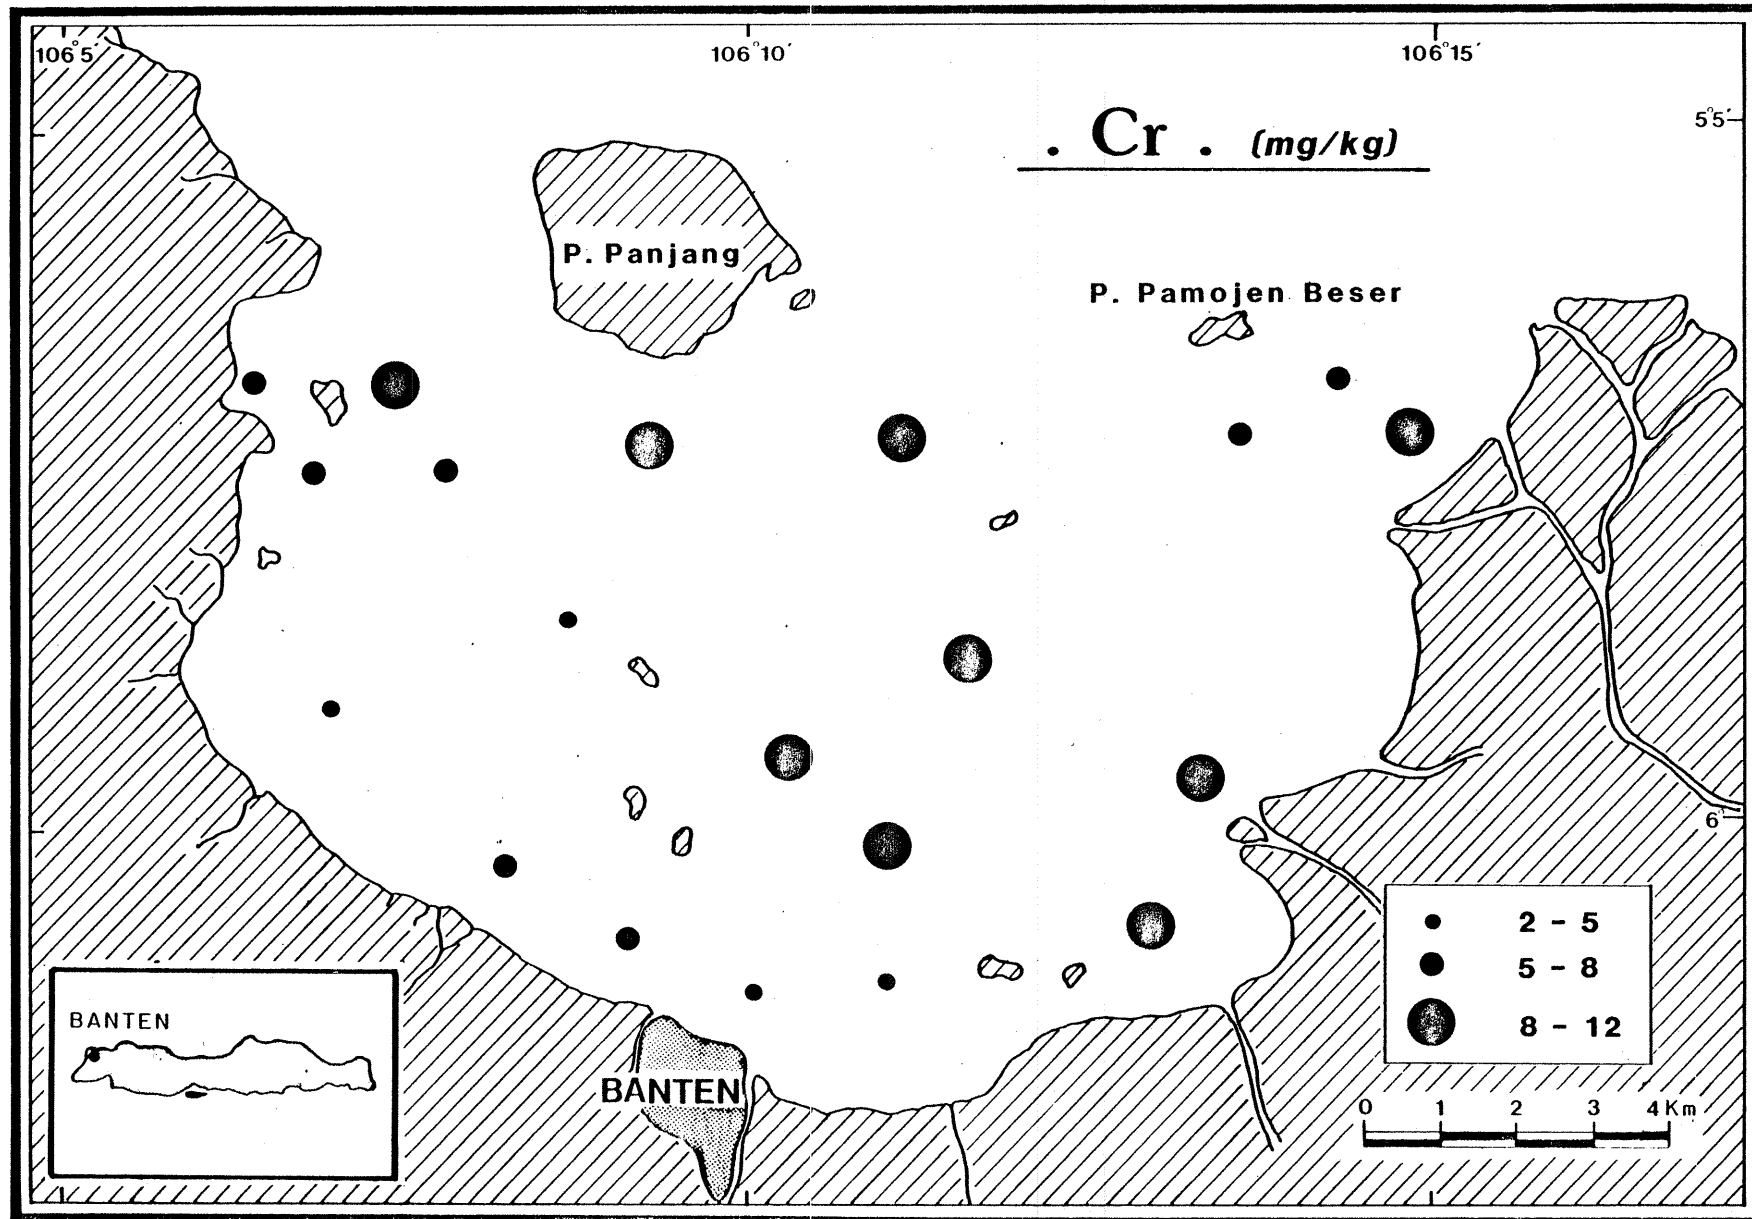 106°5′
106°10′
106°15′
5°5′
. Cr . (mg/kg)
P. Panjang
P. Pamojen Beser
6°
2 - 5
5 - 8
8 - 12
BANTEN
BANTEN
0 1 2 3 4 Km